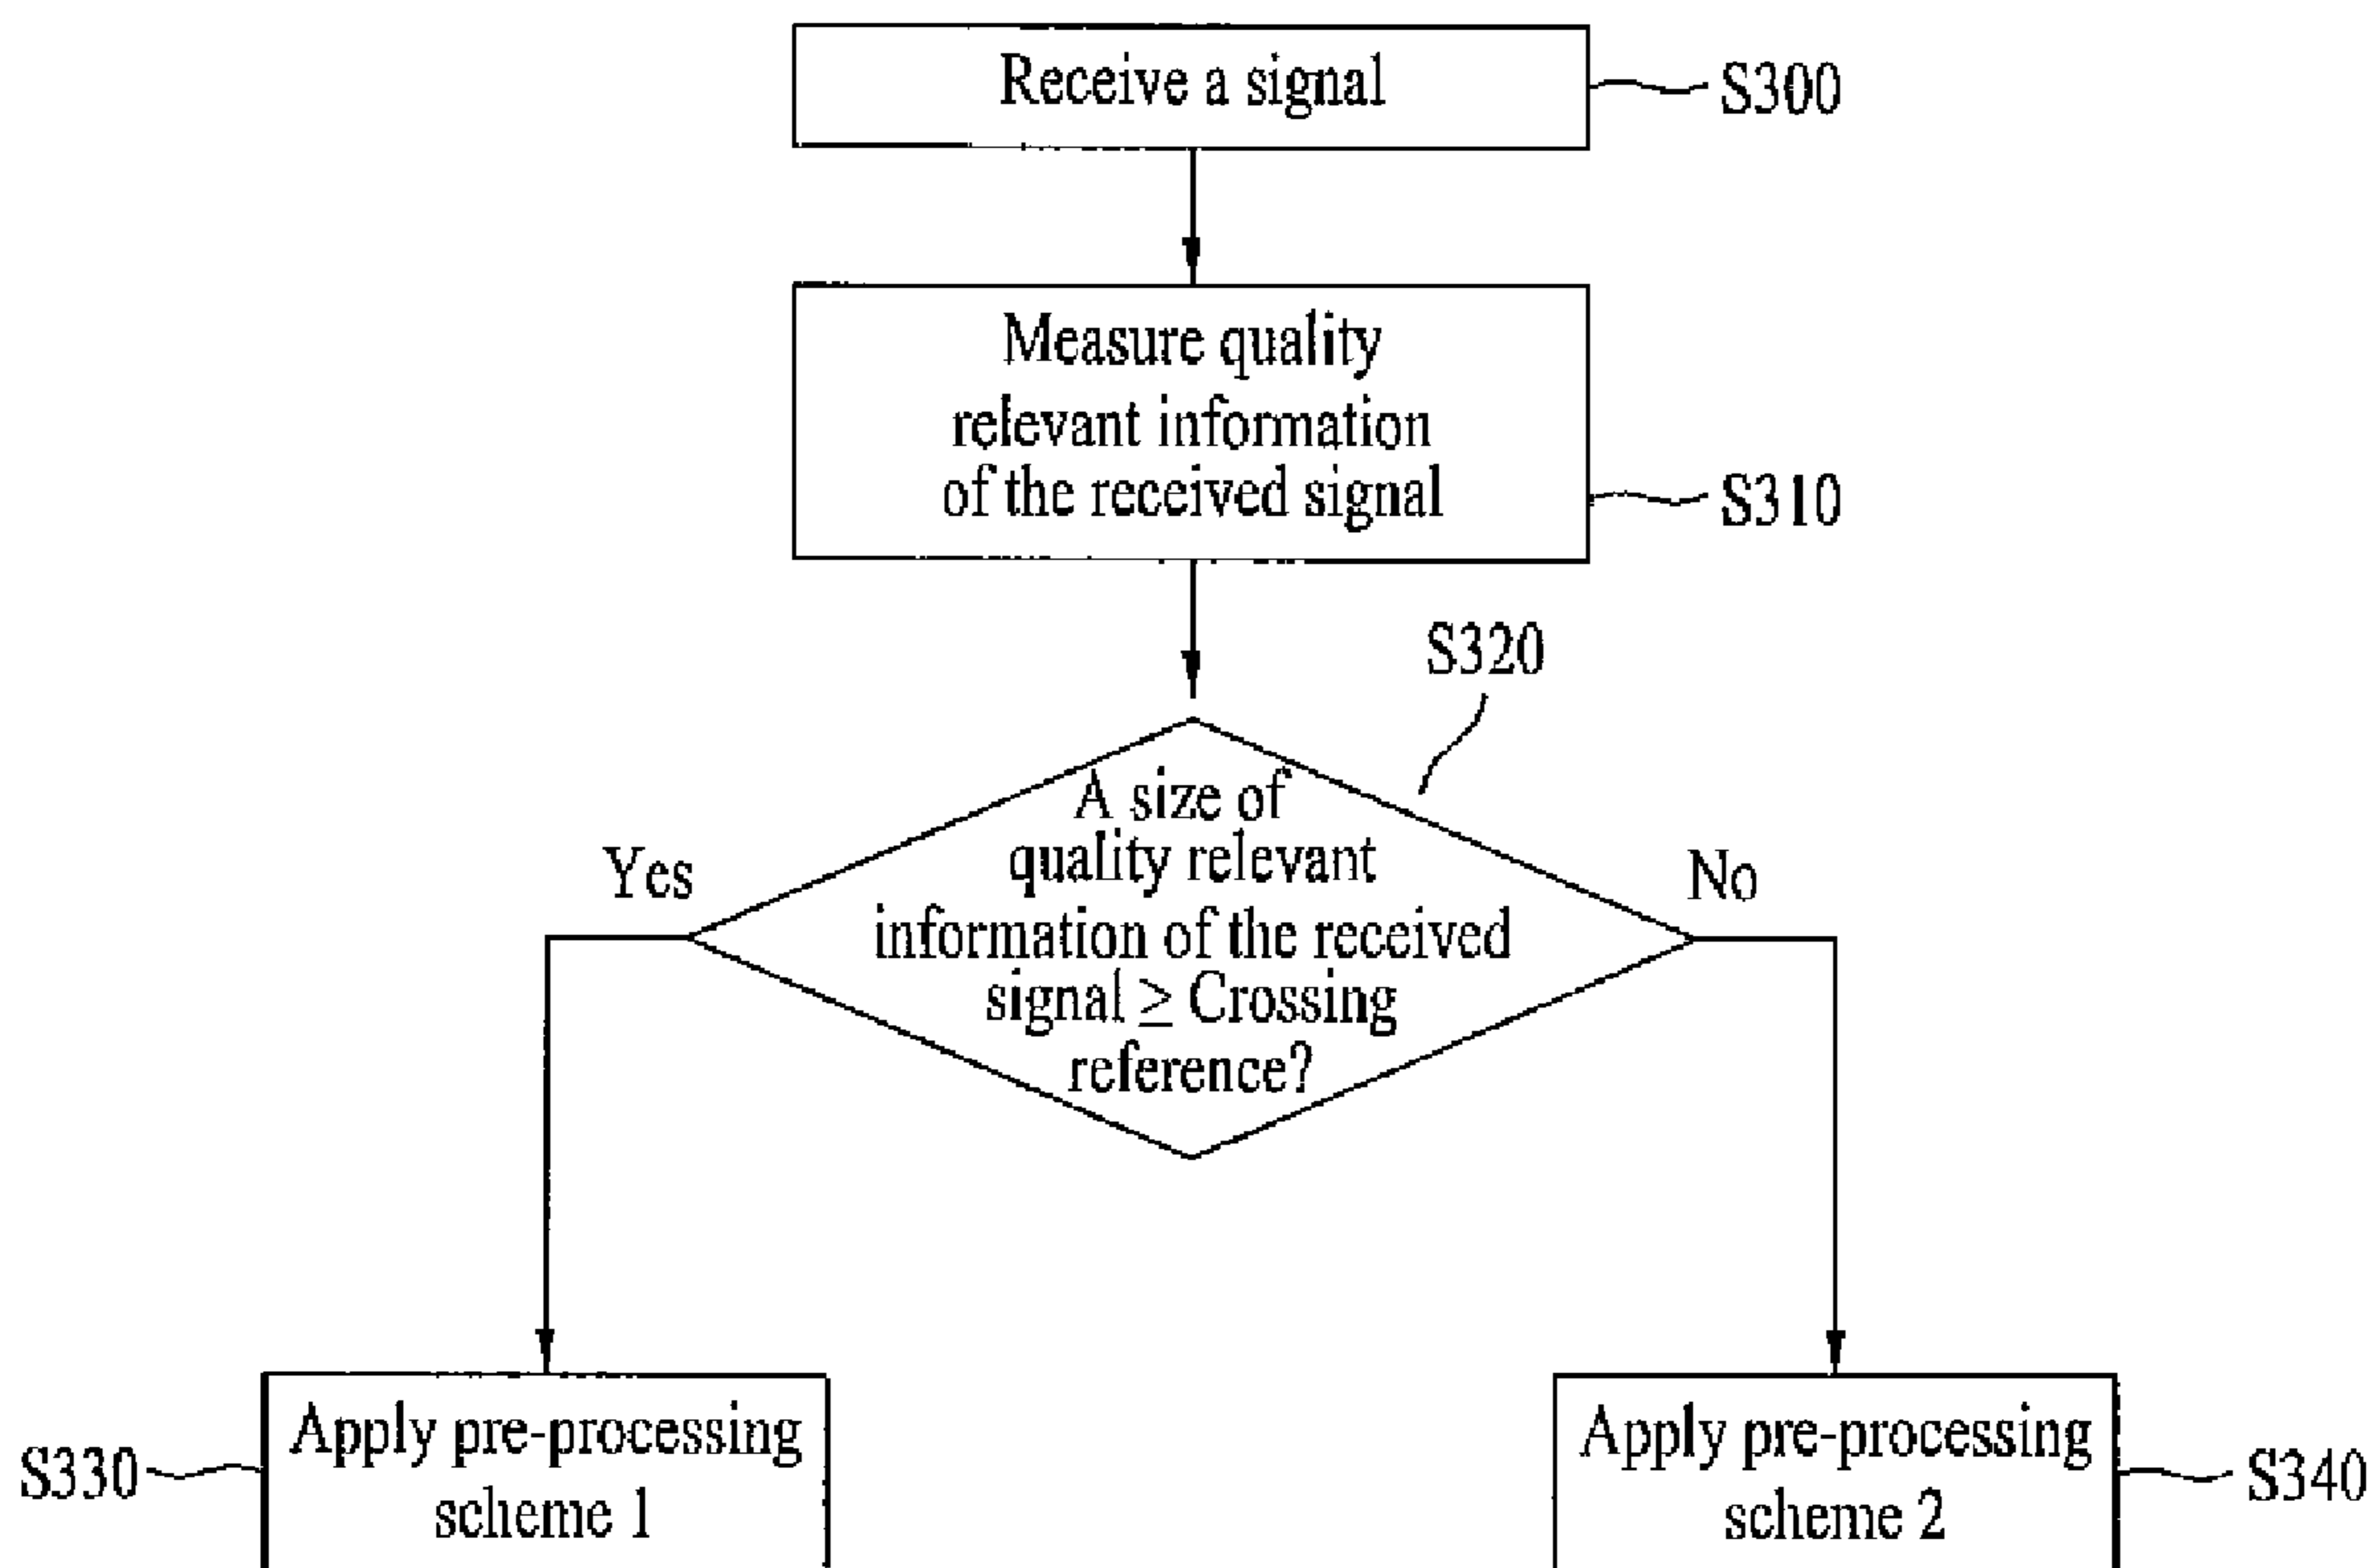 Receive a signal
S300
Measure quality
relevant information
of the received signal
S310
S320
A size of
quality relevant
information of the received
signal ≥ Crossing
reference?
Yes
No
Apply pre-processing
scheme 1
S330
Apply pre-processing
scheme 2
S340